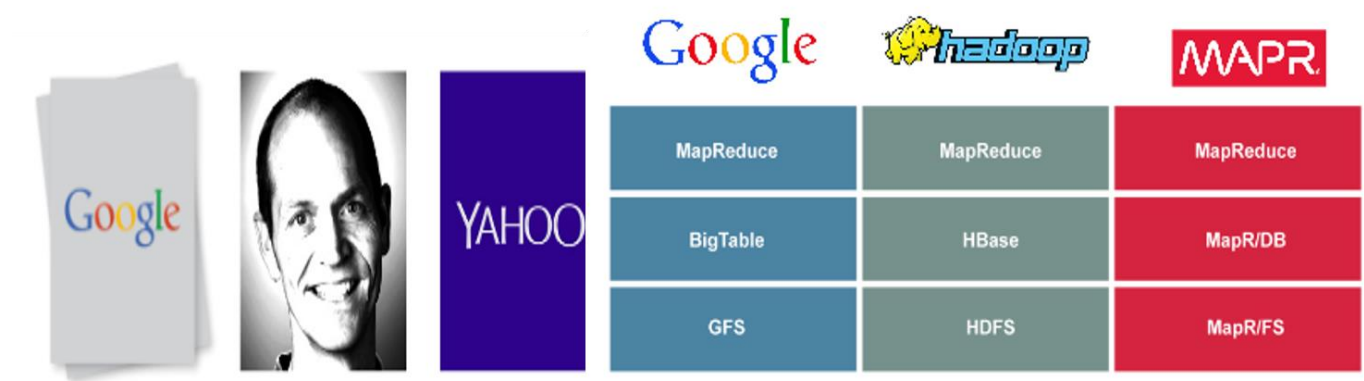 Google
YAHOO
Google hadoop MAPR
MapReduce MapReduce MapReduce
BigTable HBase MapR/DB
GFS HDFS MapR/FS